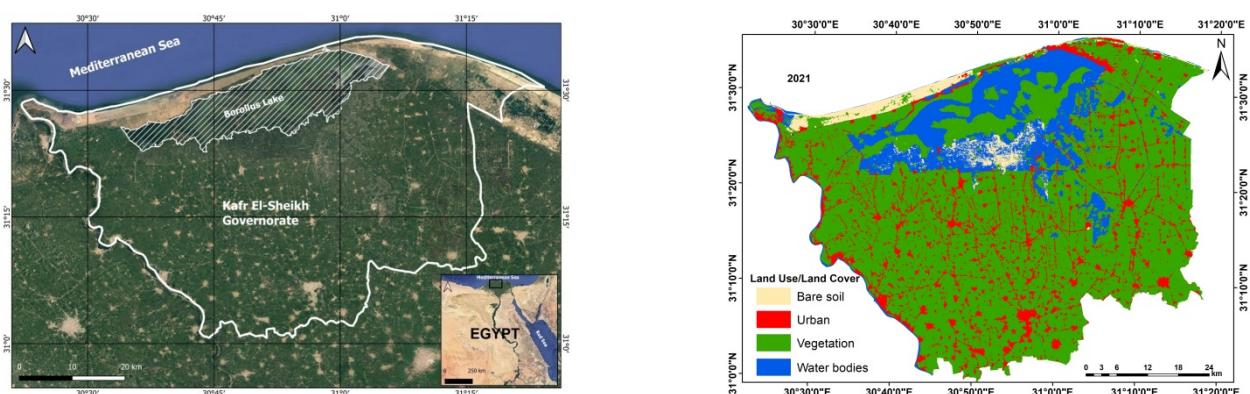 30°30' 30°45' 31°0' 31°15'
Mediterranean Sea
31°30'
31°30'
Borollus Lake
Kafr El-Sheikh
Governorate
31°15'
31°15'
Mediterranean Sea
EGYPT
Red Sea
0 250 km
31°0'
31°0'
0 10 20 km
30°30' 30°45' 31°0' 31°15'
30°30'0"E 30°40'0"E 30°50'0"E 31°0'0"E 31°10'0"E 31°20'0"E
2021
N
31°30'0"N
31°30'0"N
31°20'0"N
31°20'0"N
31°10'0"N
31°10'0"N
31°0'0"N
31°0'0"N
Land Use/Land Cover
Bare soil
Urban
Vegetation
Water bodies
0 3 6 12 18 24
km
30°30'0"E 30°40'0"E 30°50'0"E 31°0'0"E 31°10'0"E 31°20'0"E